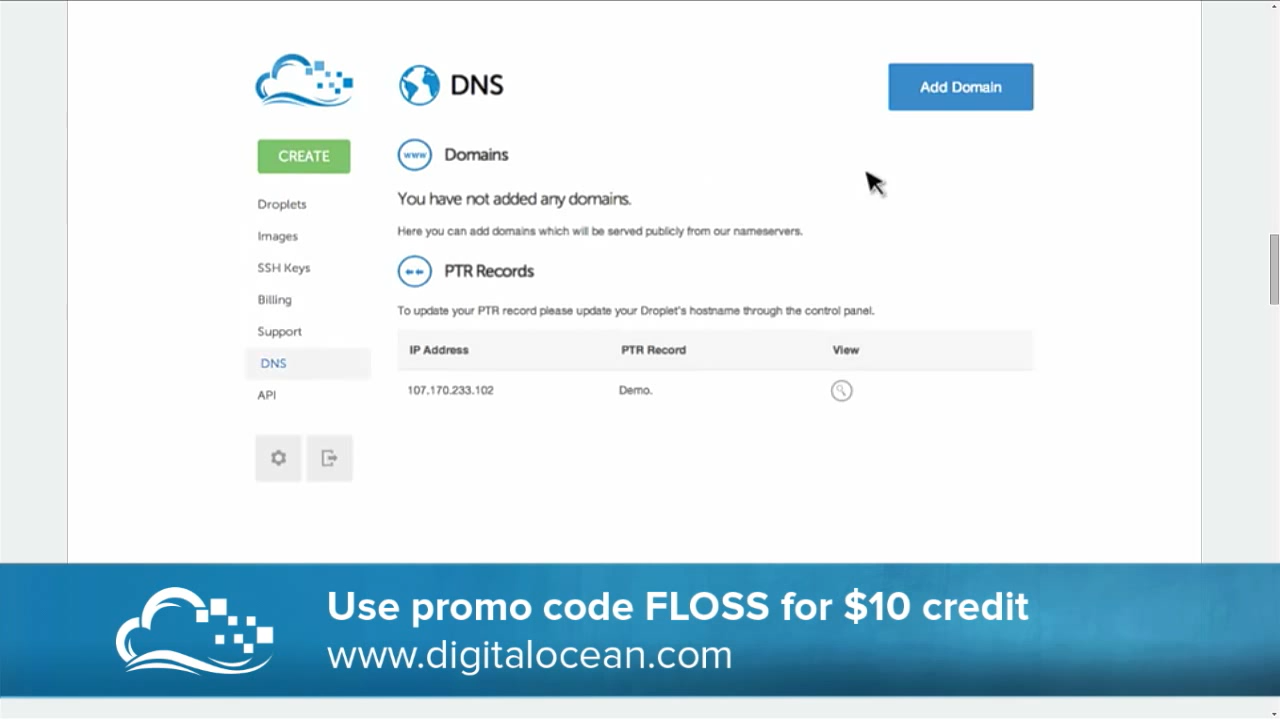 DNS
Add Domain
CREATE
www Domains
Droplets
You have not added any domains.
Images
Here you can add domains which will be served publicly from our nameservers.
SSH Keys
PTR Records
Billing
To update your PTR record please update your Droplet's hostname through the control panel.
Support
IP Address PTR Record View
DNS
107.170.233.102 Demo.
API
Use promo code FLOSS for $10 credit
www.digitalocean.com